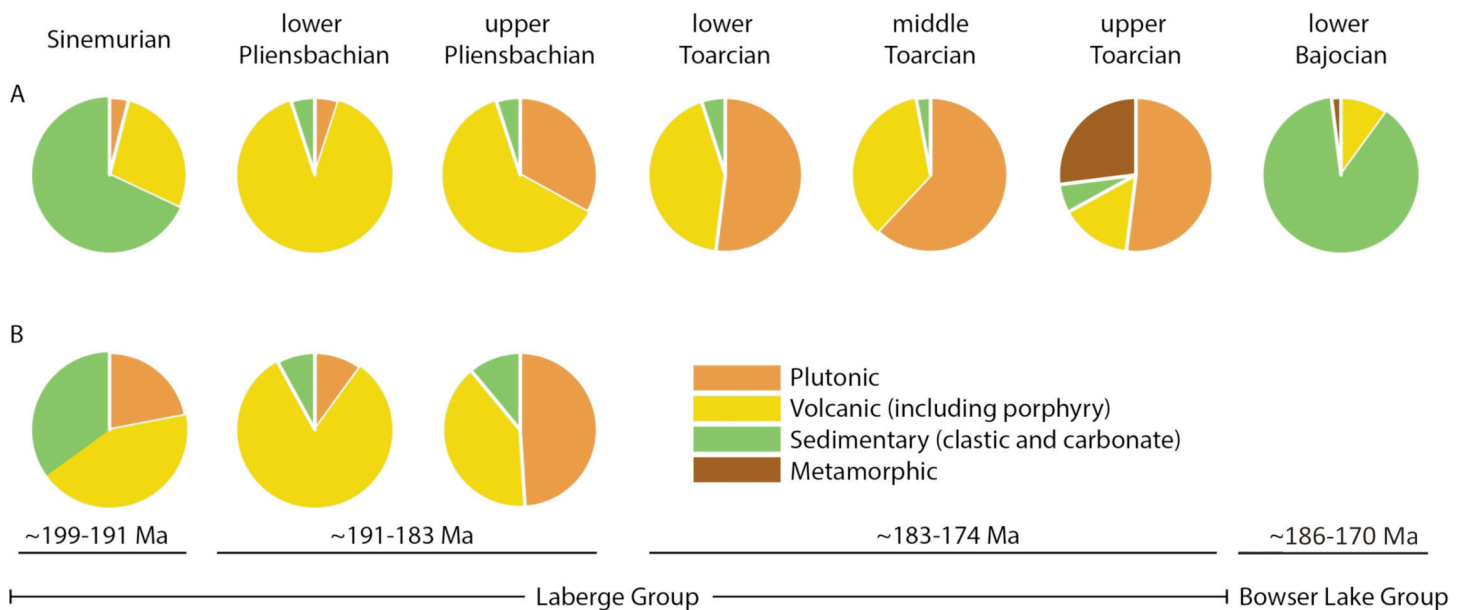 Sinemurian
lower
Pliensbachian
upper
Pliensbachian
lower
Toarcian
middle
Toarcian
upper
Toarcian
lower
Bajocian
A
B
Plutonic
Volcanic (including porphyry)
Sedimentary (clastic and carbonate)
Metamorphic
~199-191 Ma
~191-183 Ma
~183-174 Ma
~186-170 Ma
Laberge Group
Bowser Lake Group